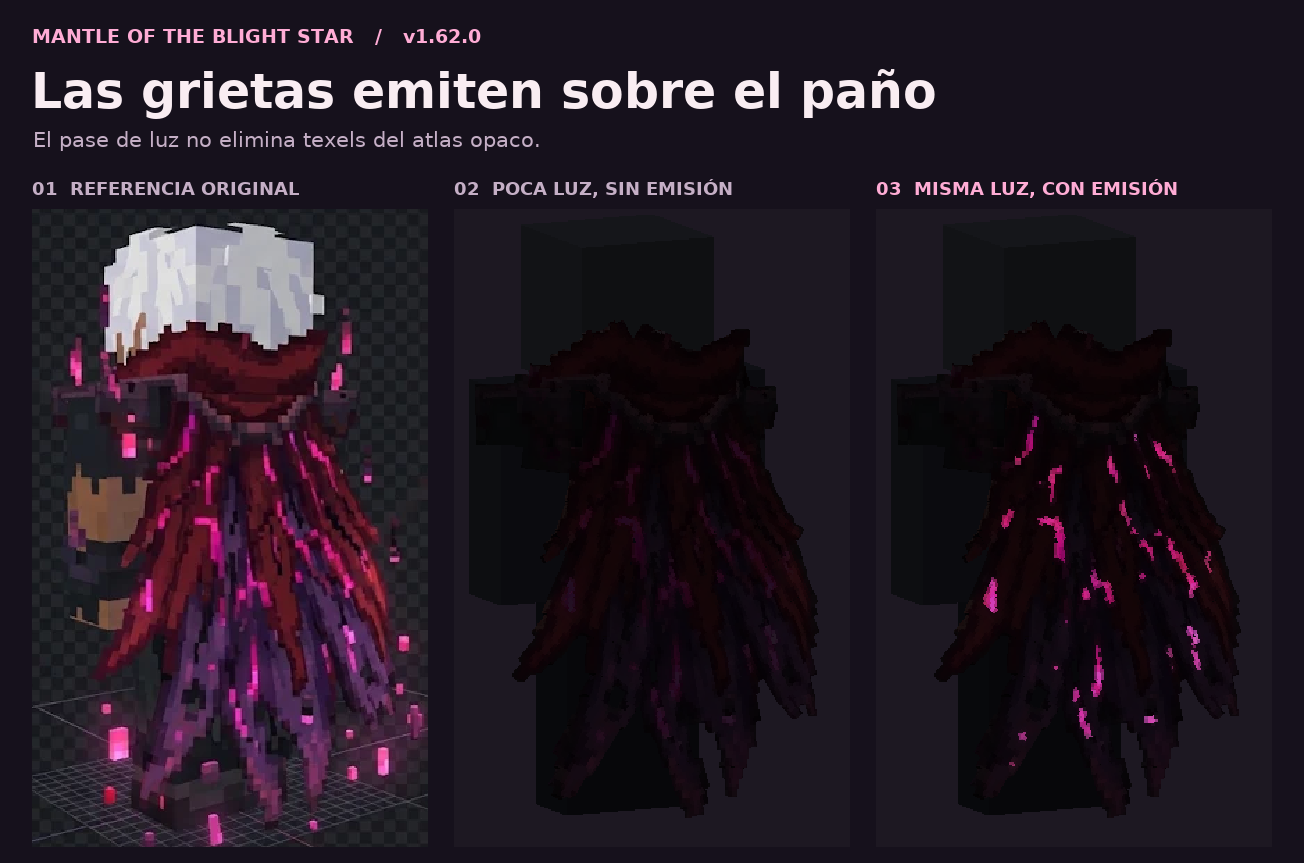 MANTLE OF THE BLIGHT STAR / v1.62.0
Las grietas emiten sobre el paño
El pase de luz no elimina texels del atlas opaco.
01 REFERENCIA ORIGINAL
02 POCA LUZ, SIN EMISIÓN
03 MISMA LUZ, CON EMISIÓN